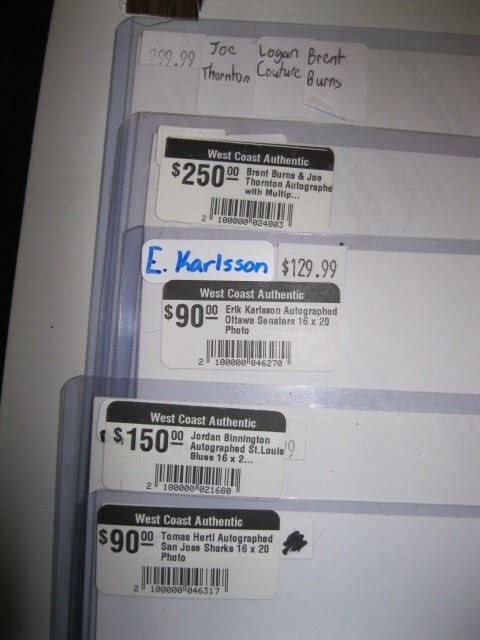 299.99
Joe Logan Brent
Thornton Couture Burns
West Coast Authentic
$250 00 Brent Burns & Joe
Thornton Autographe
with Multip...
2 100000 024803
E. Karlsson $129.99
West Coast Authentic
$90 00 Erik Karlsson Autographed
Ottawa Senators 16 x 20
Photo
2 100000 046270
West Coast Authentic
$150 00 Jordan Binnington
Autographed St.Louis
Blues 16 x 2...
9
2 100000 021680
West Coast Authentic
$90 00 Tomas Hertl Autographed
San Jose Sharks 16 x 20
Photo
2 100000 046317